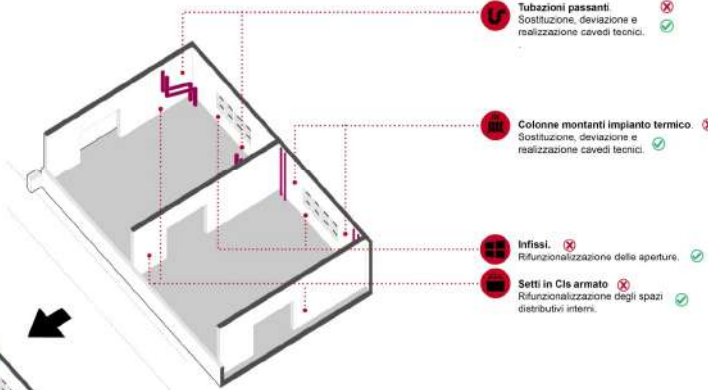 Tubazioni passanti.
Sostituzione, deviazione e
realizzazione cavedi tecnici.
Colonne montanti impianto termico.
Sostituzione, deviazione e
realizzazione cavedi tecnici.
Infissi.
Rifunzionalizzazione delle aperture.
Setti in Cls armato
Rifunzionalizzazione degli spazi
distributivi interni.